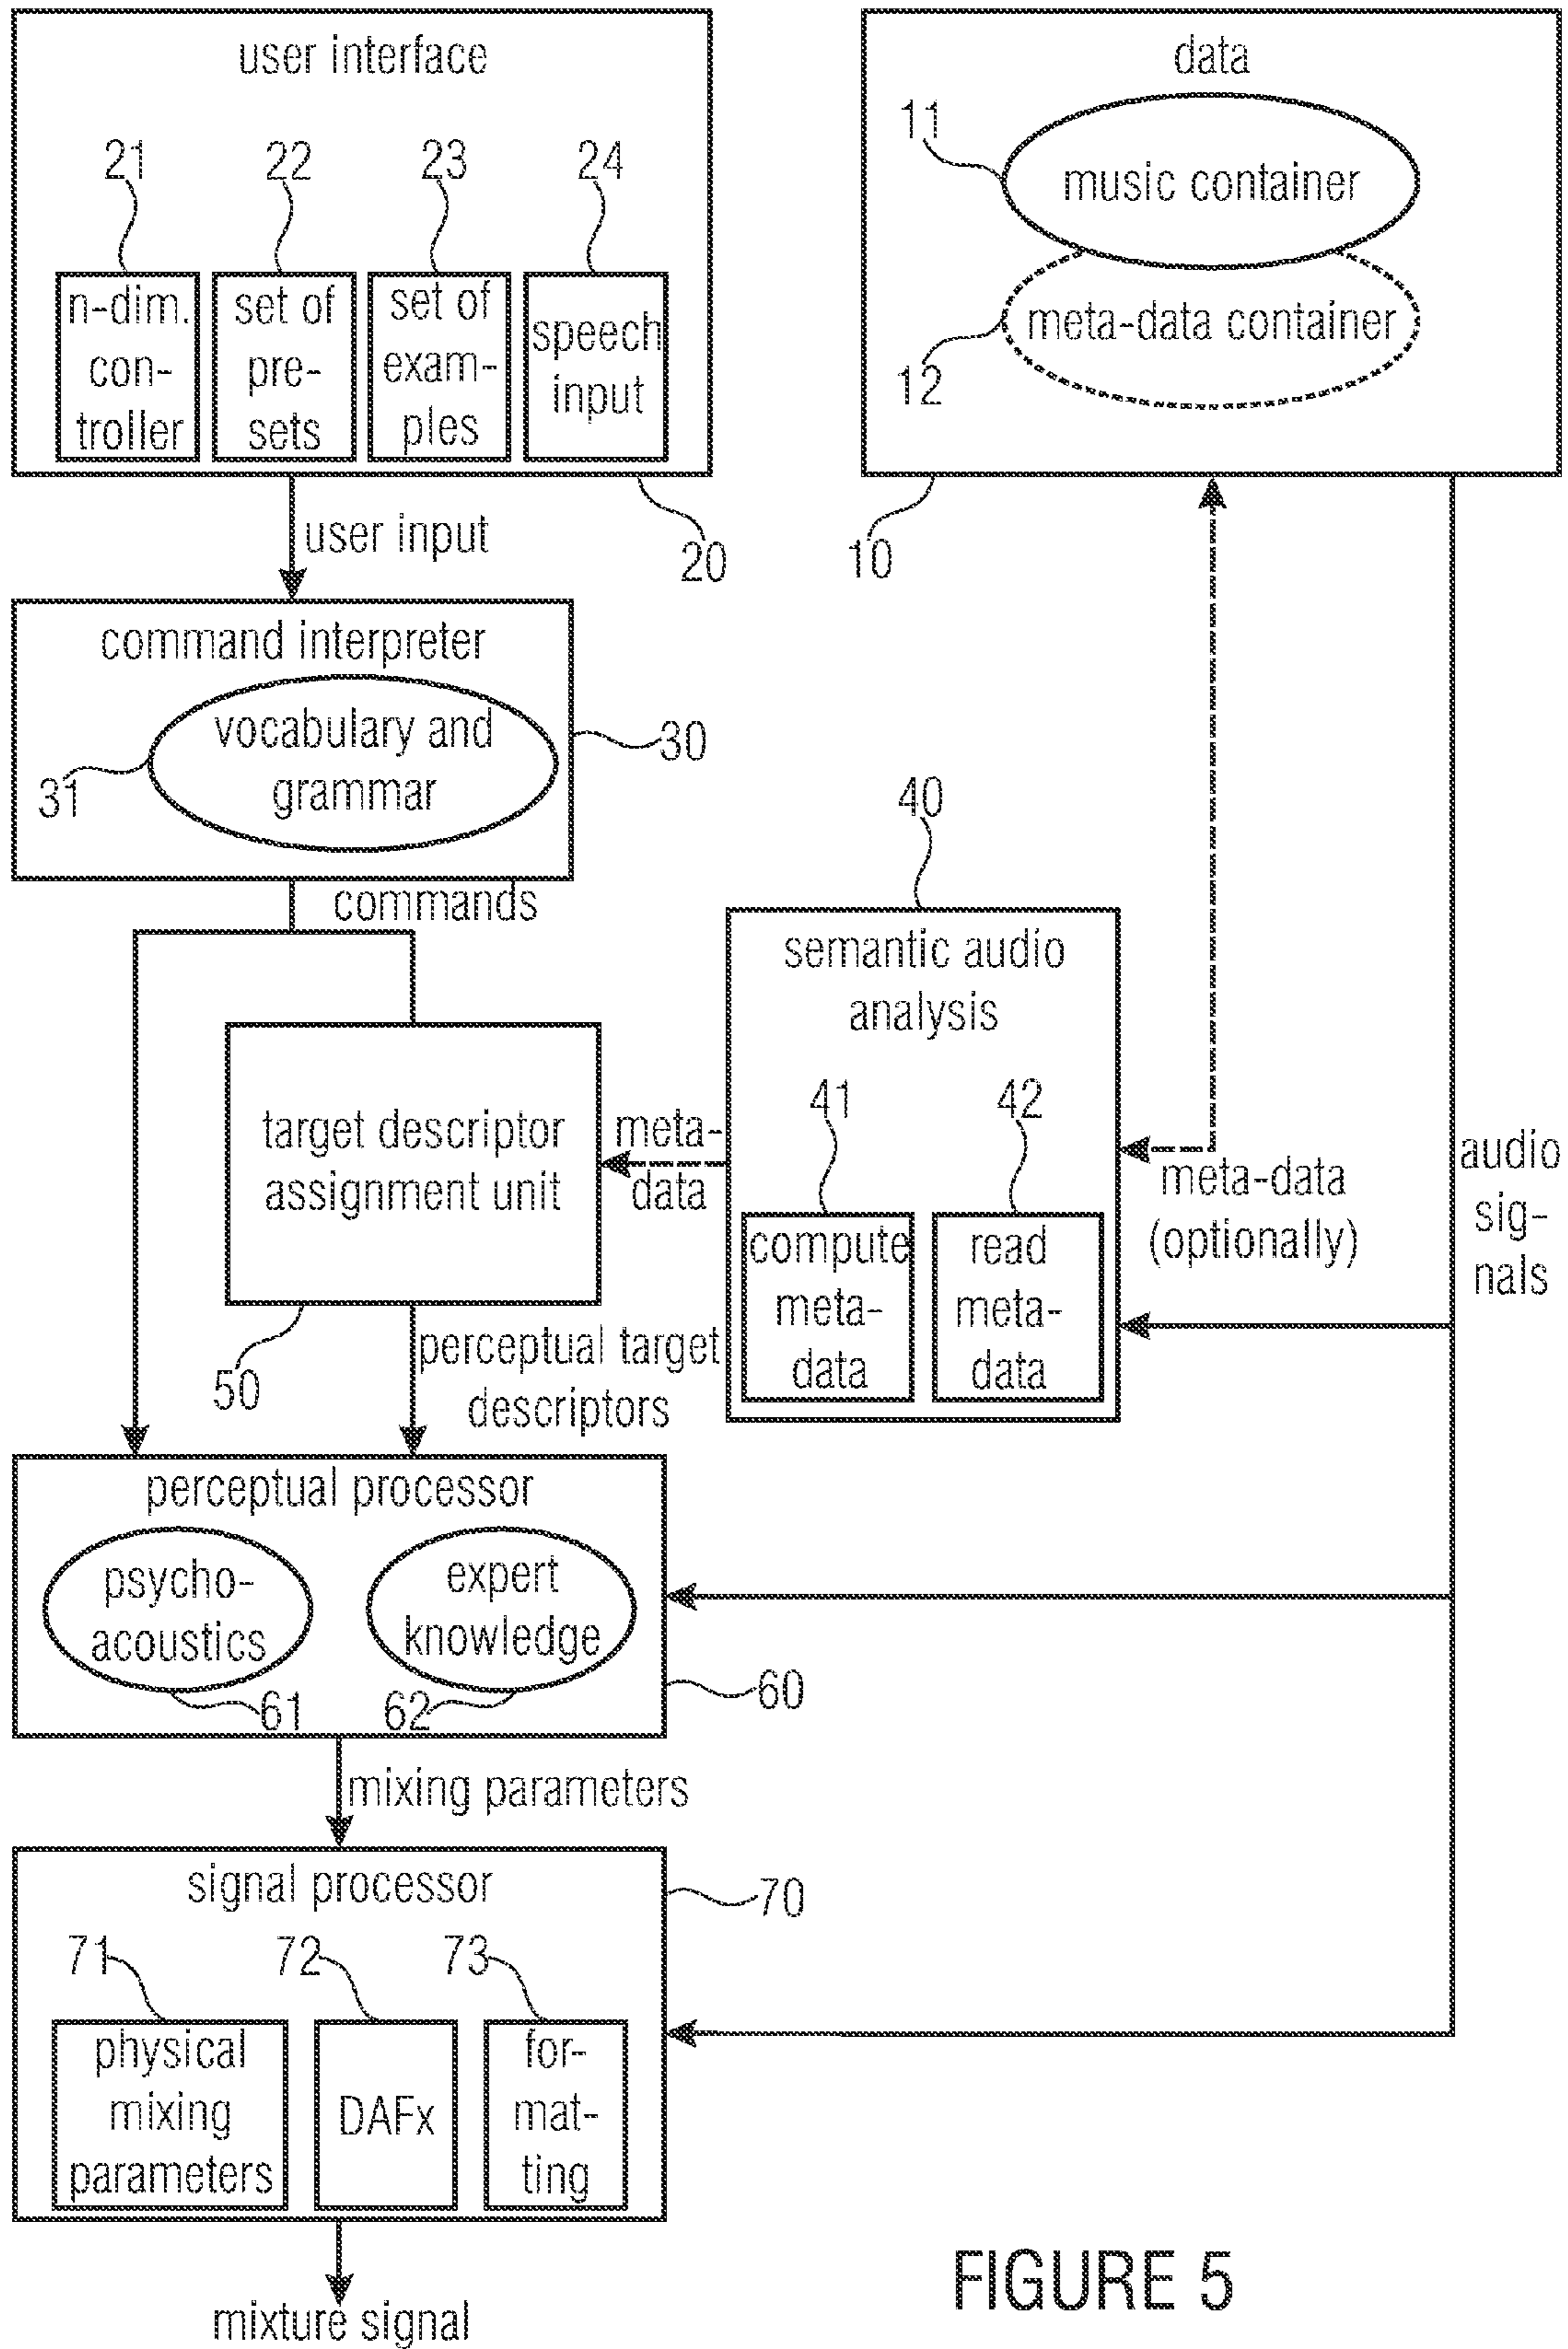 user interface
21
22
23
24
n-dim.
con-
troller
set of
pre-
sets
set of
exam-
ples
speech
input
20
user input
data
11
music container
meta-data container
12
10
command interpreter
vocabulary and
grammar
31
30
commands
40
semantic audio
analysis
41
42
compute
meta-
data
read
meta-
data
meta-
data
meta-data
(optionally)
audio
sig-
nals
target descriptor
assignment unit
50
perceptual target
descriptors
perceptual processor
psycho-
acoustics
expert
knowledge
61
62
60
mixing parameters
signal processor
70
71
72
73
physical
mixing
parameters
DAFx
for-
mat-
ting
mixture signal
FIGURE 5